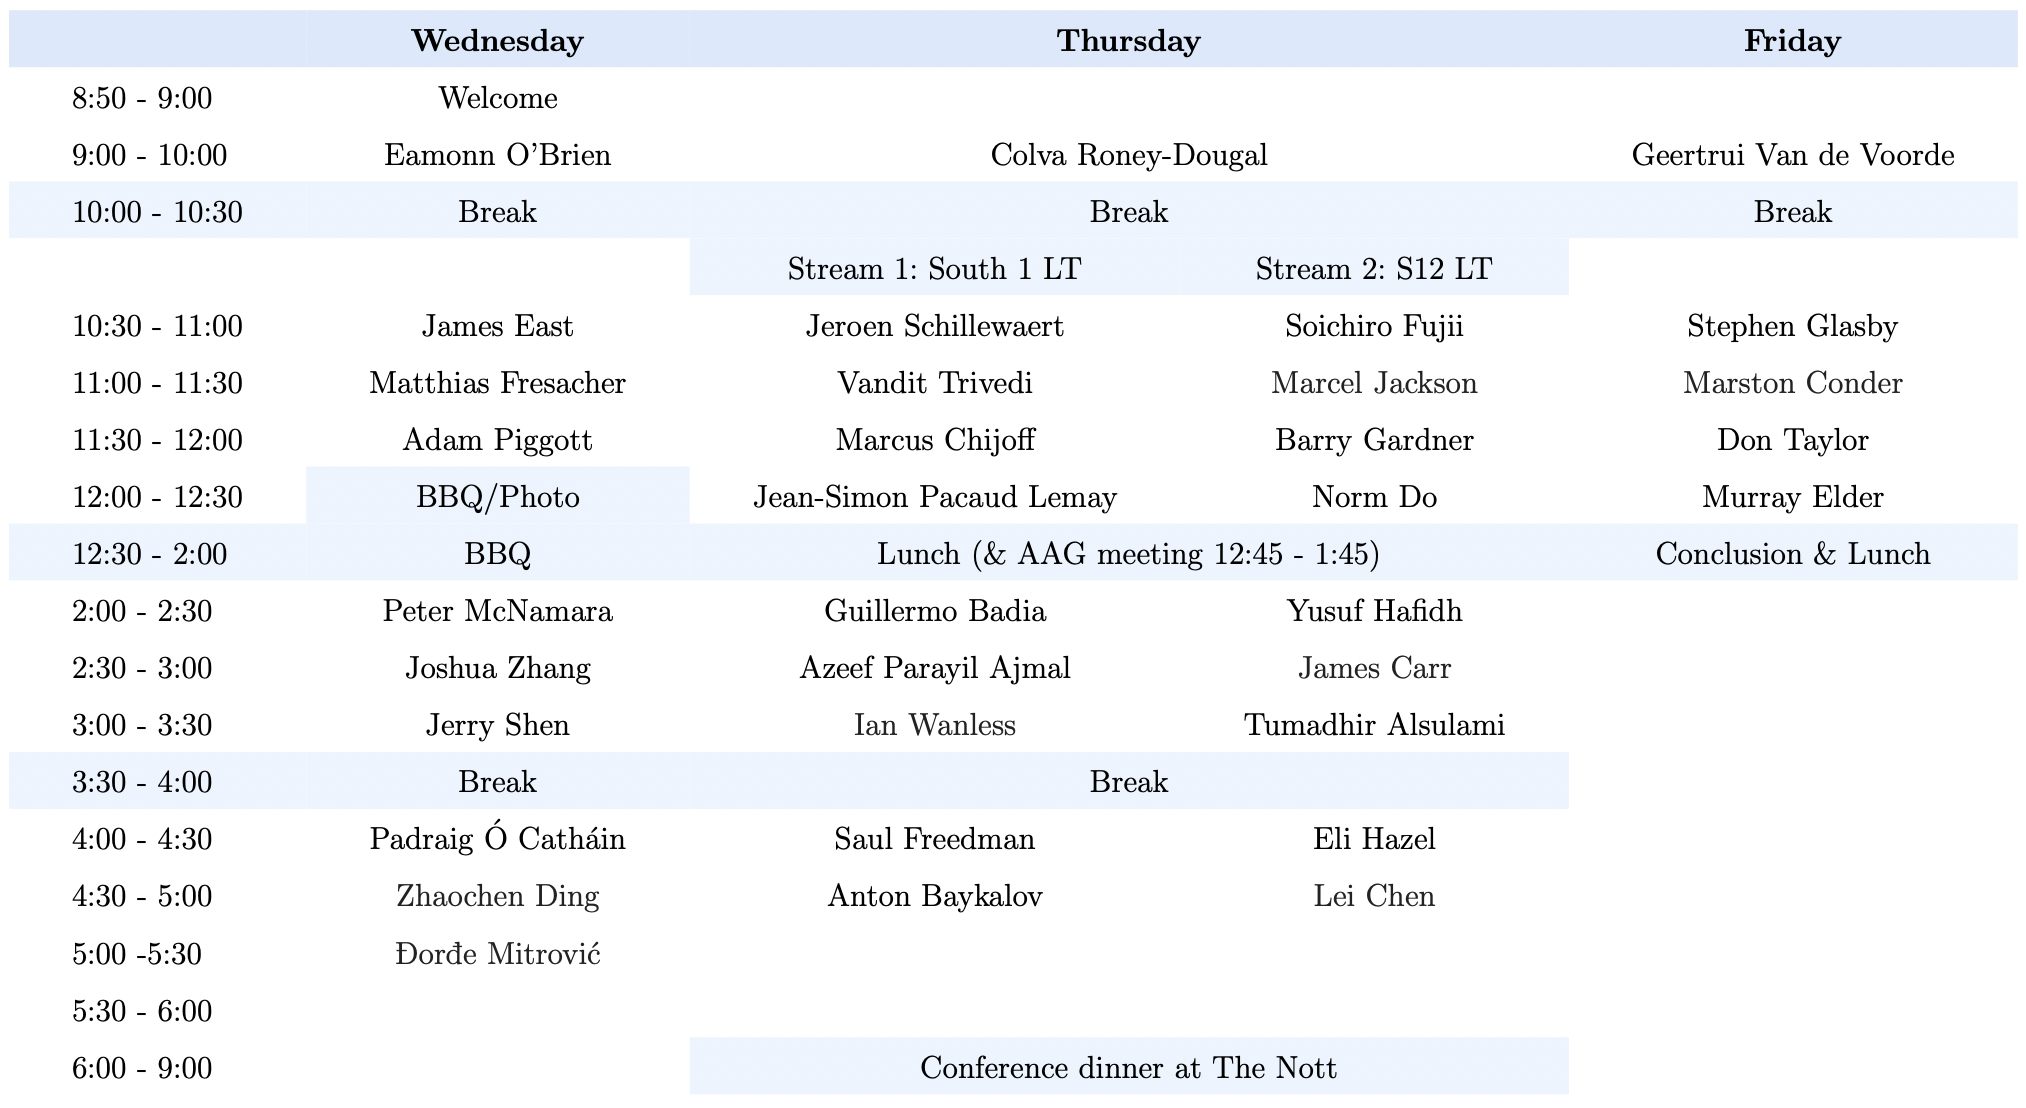 Wednesday Thursday Friday
8:50 - 9:00 Welcome
9:00 - 10:00 Eamonn O'Brien Colva Roney-Dougal Geertrui Van de Voorde
10:00 - 10:30 Break Break Break
Stream 1: South 1 LT Stream 2: S12 LT
10:30 - 11:00 James East Jeroen Schillewaert Soichiro Fujii Stephen Glasby
11:00 - 11:30 Matthias Fresacher Vandit Trivedi Marcel Jackson Marston Conder
11:30 - 12:00 Adam Piggott Marcus Chijoff Barry Gardner Don Taylor
12:00 - 12:30 BBQ/Photo Jean-Simon Pacaud Lemay Norm Do Murray Elder
12:30 - 2:00 BBQ Lunch (& AAG meeting 12:45 - 1:45) Conclusion & Lunch
2:00 - 2:30 Peter McNamara Guillermo Badia Yusuf Hafidh
2:30 - 3:00 Joshua Zhang Azeef Parayil Ajmal James Carr
3:00 - 3:30 Jerry Shen Ian Wanless Tumadhir Alsulami
3:30 - 4:00 Break Break
4:00 - 4:30 Padraig Ó Catháin Saul Freedman Eli Hazel
4:30 - 5:00 Zhaochen Ding Anton Baykalov Lei Chen
5:00 -5:30 Đorđe Mitrović
5:30 - 6:00
6:00 - 9:00 Conference dinner at The Nott